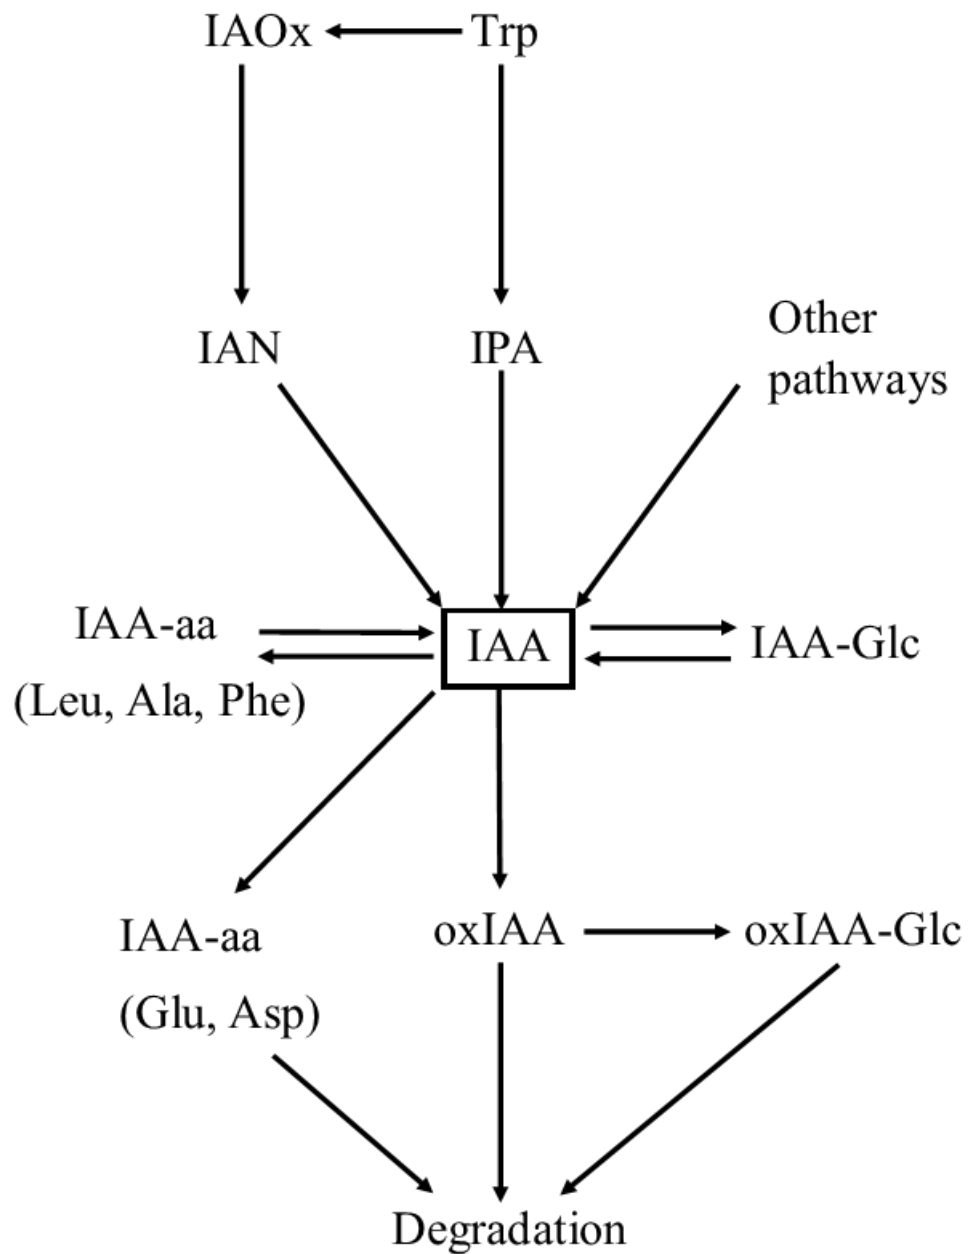 IAOx
Trp
IAN
IPA
Other
pathways
IAA-aa
(Leu, Ala, Phe)
IAA
IAA-Glc
IAA-aa
(Glu, Asp)
oxIAA
oxIAA-Glc
Degradation